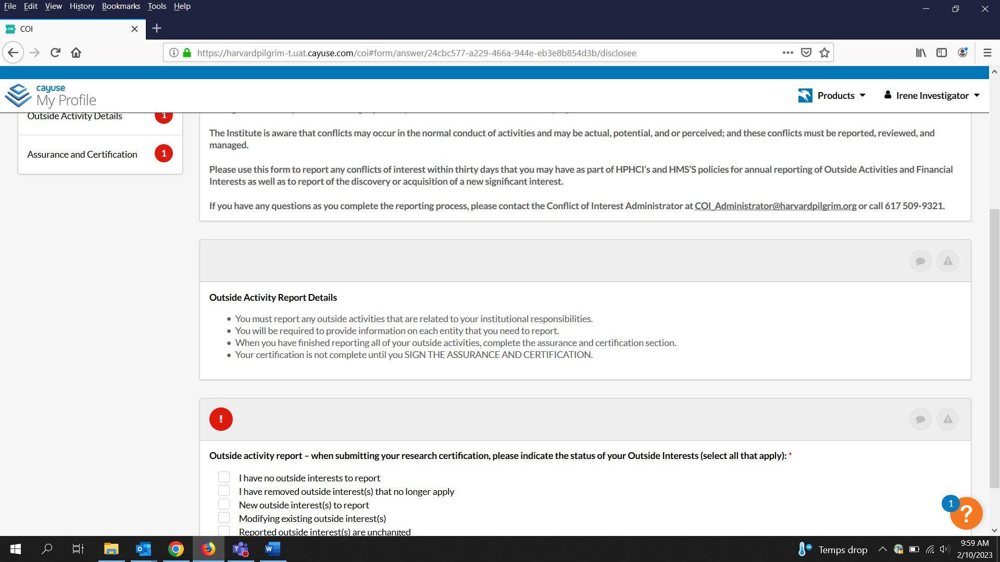 File Edit View History Bookmarks Tools Help
COI COI
https://harvardpilgrim-t.uat.cayuse.com/coi#form/answer/24cbc577-a229-466a-944e-eb3e8b854d3b/disclosee
cayuse
My Profile
Products
Irene Investigator
Outside Activity Details 1
Assurance and Certification 1
The Institute is aware that conflicts may occur in the normal conduct of activities and may be actual, potential, and or perceived; and these conflicts must be reported, reviewed, and
managed.
Please use this form to report any conflicts of interest within thirty days that you may have as part of HPHCI's and HMS'S policies for annual reporting of Outside Activities and Financial
Interests as well as to report of the discovery or acquisition of a new significant interest.
If you have any questions as you complete the reporting process, please contact the Conflict of Interest Administrator at COI_Administrator@harvardpilgrim.org or call 617 509-9321.
Outside Activity Report Details
• You must report any outside activities that are related to your institutional responsibilities.
• You will be required to provide information on each entity that you need to report.
• When you have finished reporting all of your outside activities, complete the assurance and certification section.
• Your certification is not complete until you SIGN THE ASSURANCE AND CERTIFICATION.
!
Outside activity report – when submitting your research certification, please indicate the status of your Outside Interests (select all that apply): *
I have no outside interests to report
I have removed outside interest(s) that no longer apply
New outside interest(s) to report
Modifying existing outside interest(s)
Reported outside interest(s) are unchanged
1
?
Temps drop
9:59 AM
2/10/2023